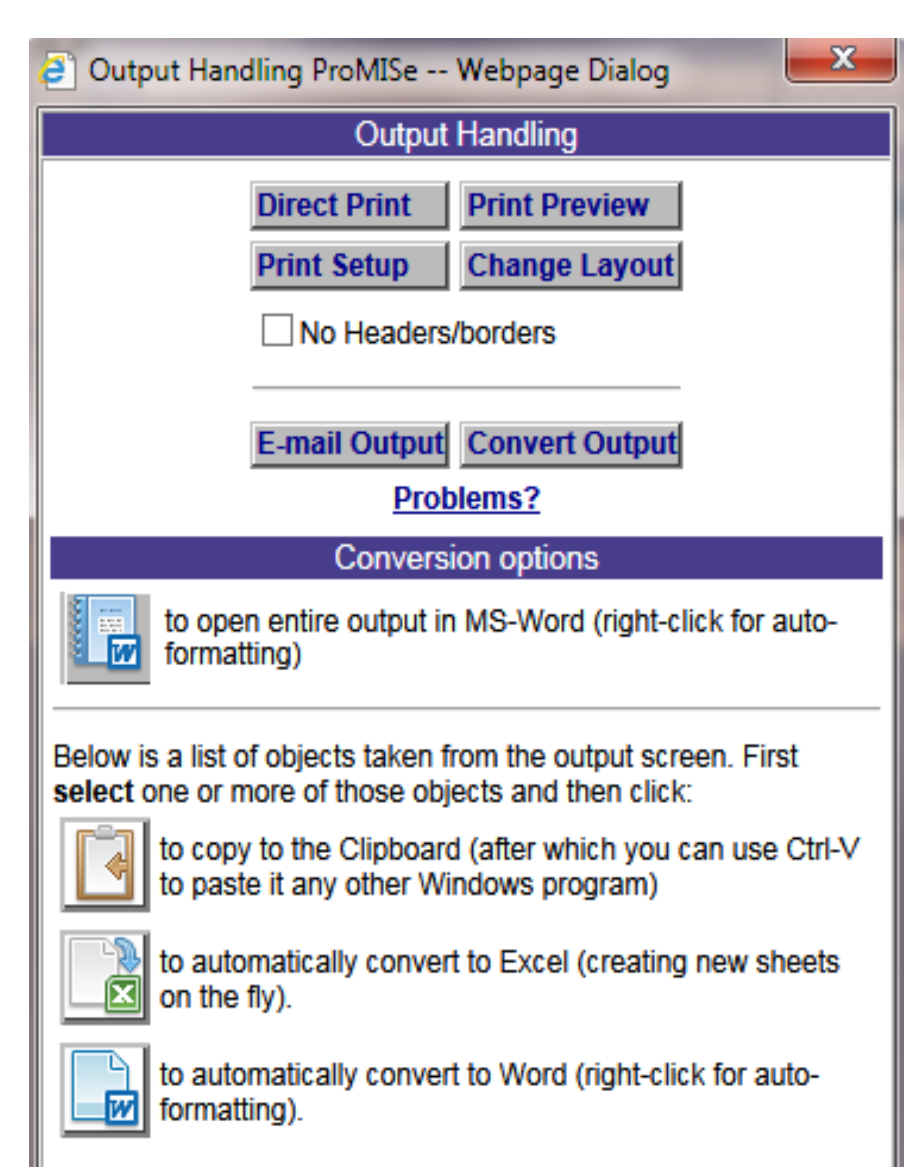 Output Handling ProMISe -- Webpage Dialog
x
Output Handling
Direct Print Print Preview
Print Setup Change Layout
No Headers/borders
E-mail Output Convert Output
Problems?
Conversion options
to open entire output in MS-Word (right-click for auto-
formatting)
Below is a list of objects taken from the output screen. First
select one or more of those objects and then click:
to copy to the Clipboard (after which you can use Ctrl-V
to paste it any other Windows program)
to automatically convert to Excel (creating new sheets
on the fly).
to automatically convert to Word (right-click for auto-
formatting).